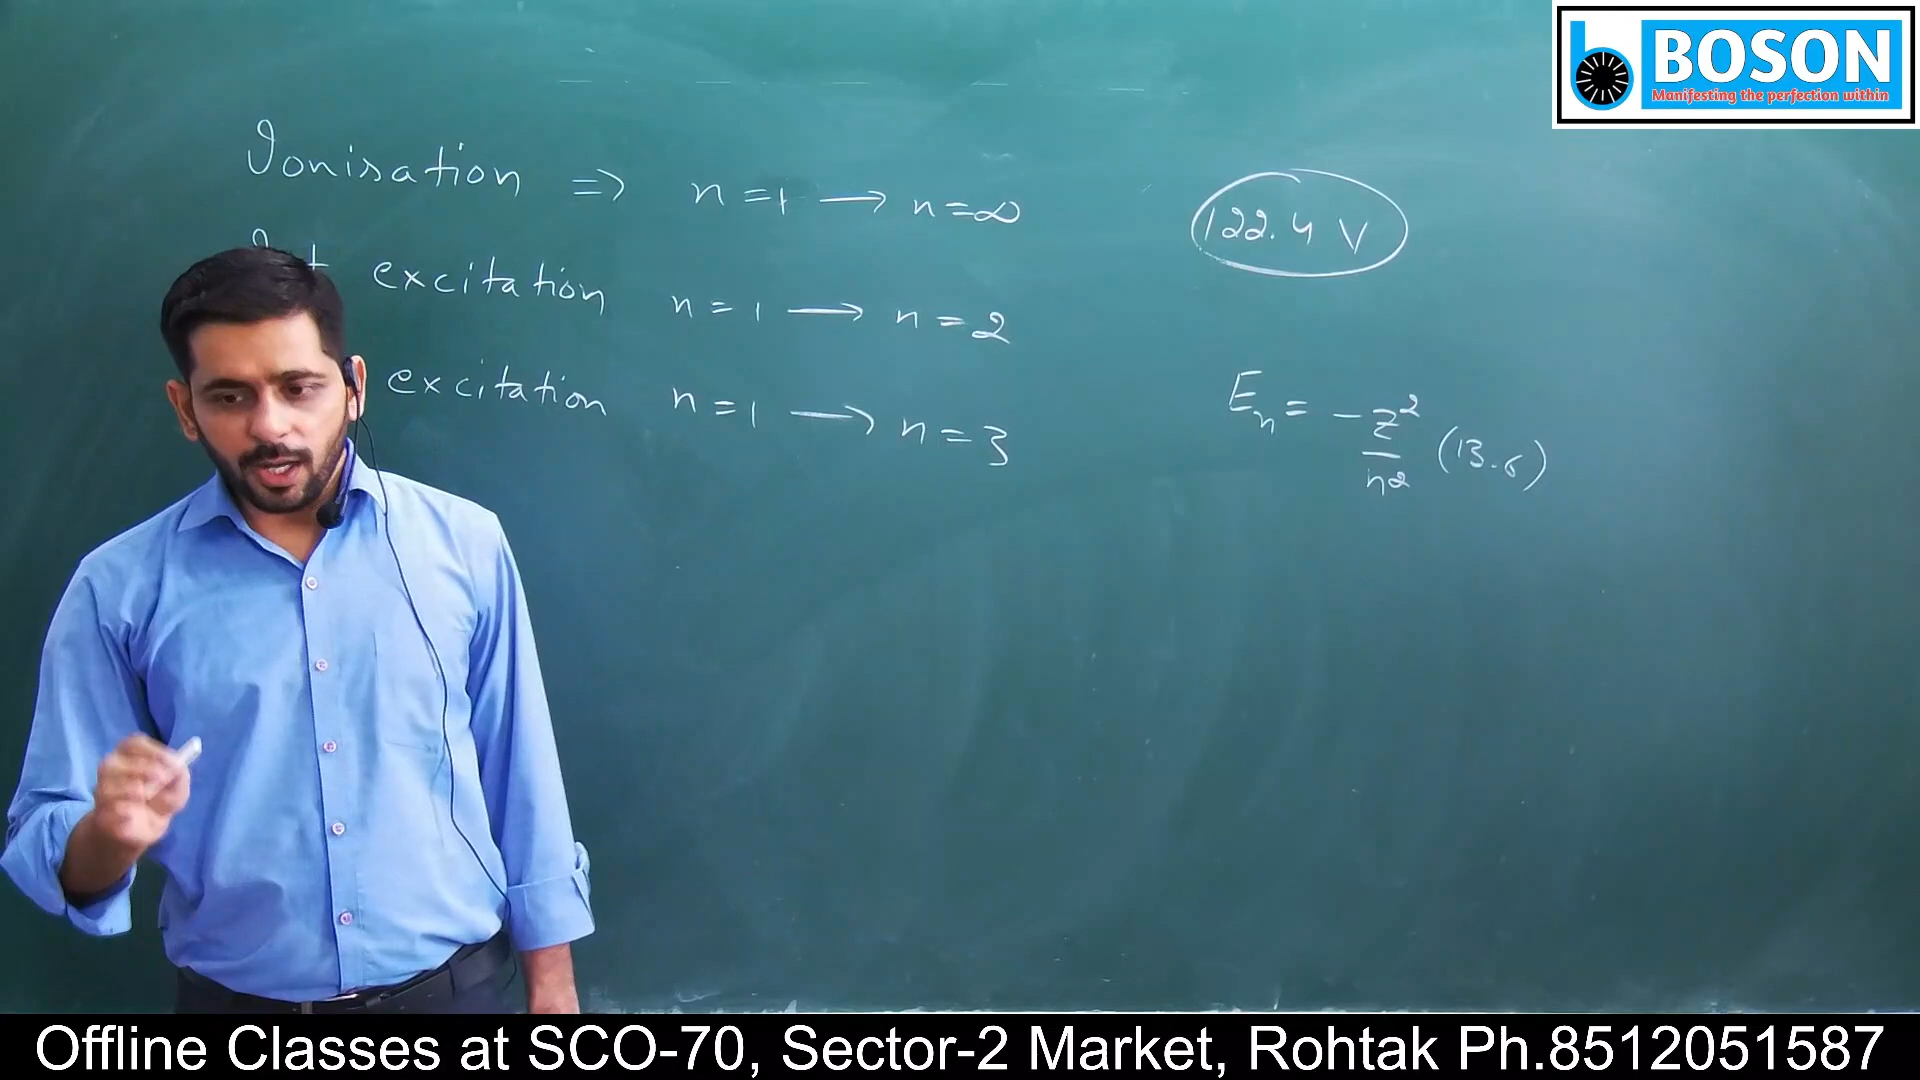 BOSON
Manifesting the perfection within
Ionisation ⇒ n=1 → n=∞
122.4 V
excitation n=1 → n=2
excitation n=1 → n=3
Eₙ = -z²/n² (13.6)
Offline Classes at SCO-70, Sector-2 Market, Rohtak Ph.8512051587